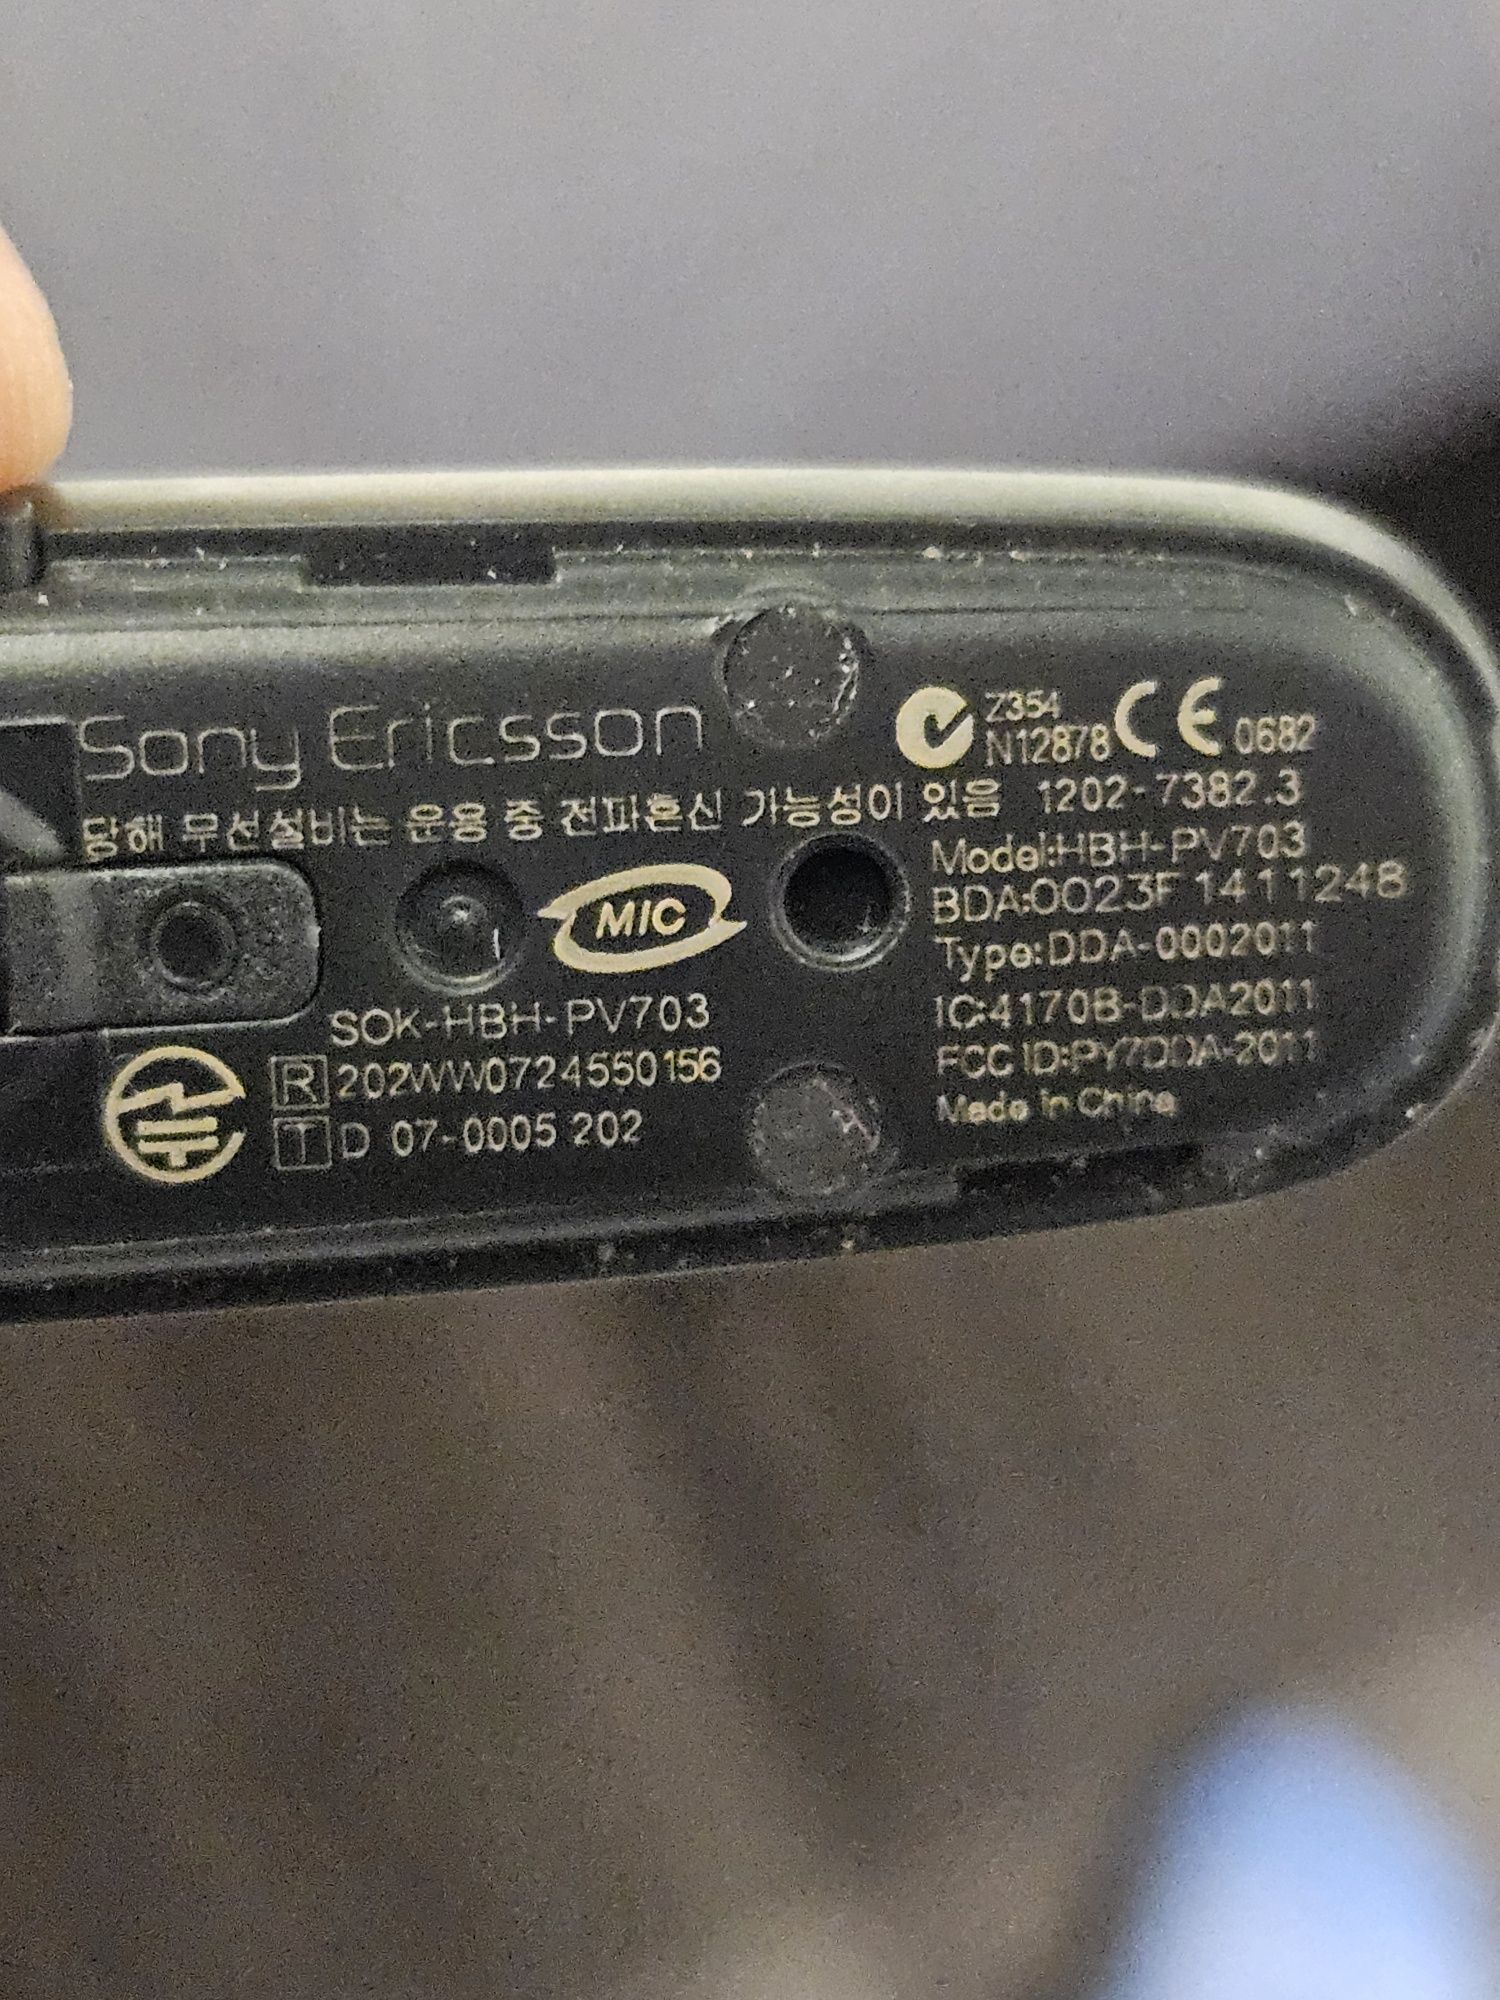 Sony Ericsson
Z354
N12878
CE 0682
당해 무선설비는 운용 중 전파혼신 가능성이 있음 1202-7382.3
Model:HBH-PV703
BDA:0023F1411248
Type:DDA-0002011
IC:4170B-DDA2011
FCC ID:PY7DDA-2011
Made in China
MIC
SOK-HBH-PV703
R 202WW0724550156
T D 07-0005 202